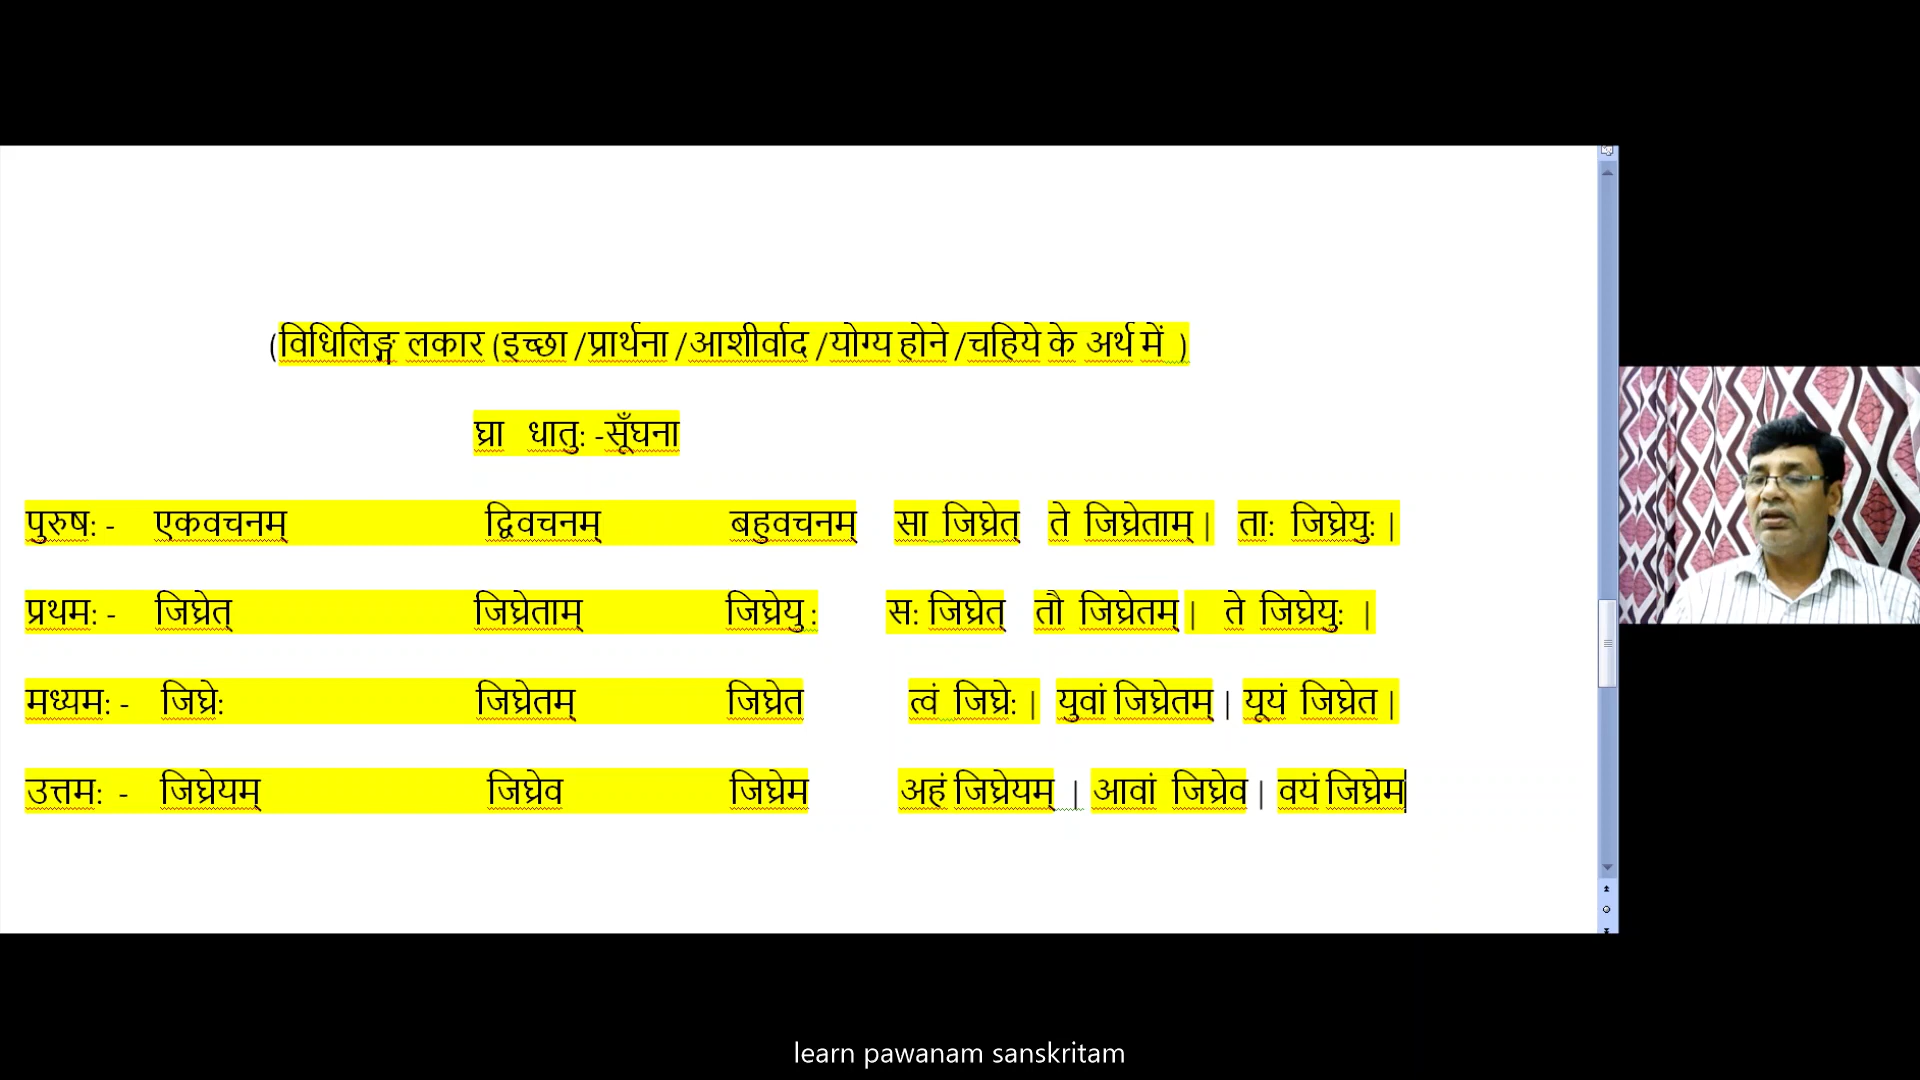 (विधिलिङ्ग लकार (इच्छा /प्रार्थना /आशीर्वाद /योग्य होने /चहिये के अर्थ में )
घ्रा धातु: -सूँघना
पुरुष: - एकवचनम् द्विवचनम् बहुवचनम् सा जिघ्रेत् ते जिघ्रेताम् | ता: जिघ्रेयु: |
प्रथम: - जिघ्रेत् जिघ्रेताम् जिघ्रेयु : स: जिघ्रेत् तौ जिघ्रेतम् | ते जिघ्रेयु: |
मध्यम: - जिघ्रे: जिघ्रेतम् जिघ्रेत त्वं जिघ्रे: | युवां जिघ्रेतम् | यूयं जिघ्रेत |
उत्तम: - जिघ्रेयम् जिघ्रेव जिघ्रेम अहं जिघ्रेयम् | आवां जिघ्रेव | वयं जिघ्रेम
learn pawanam sanskritam